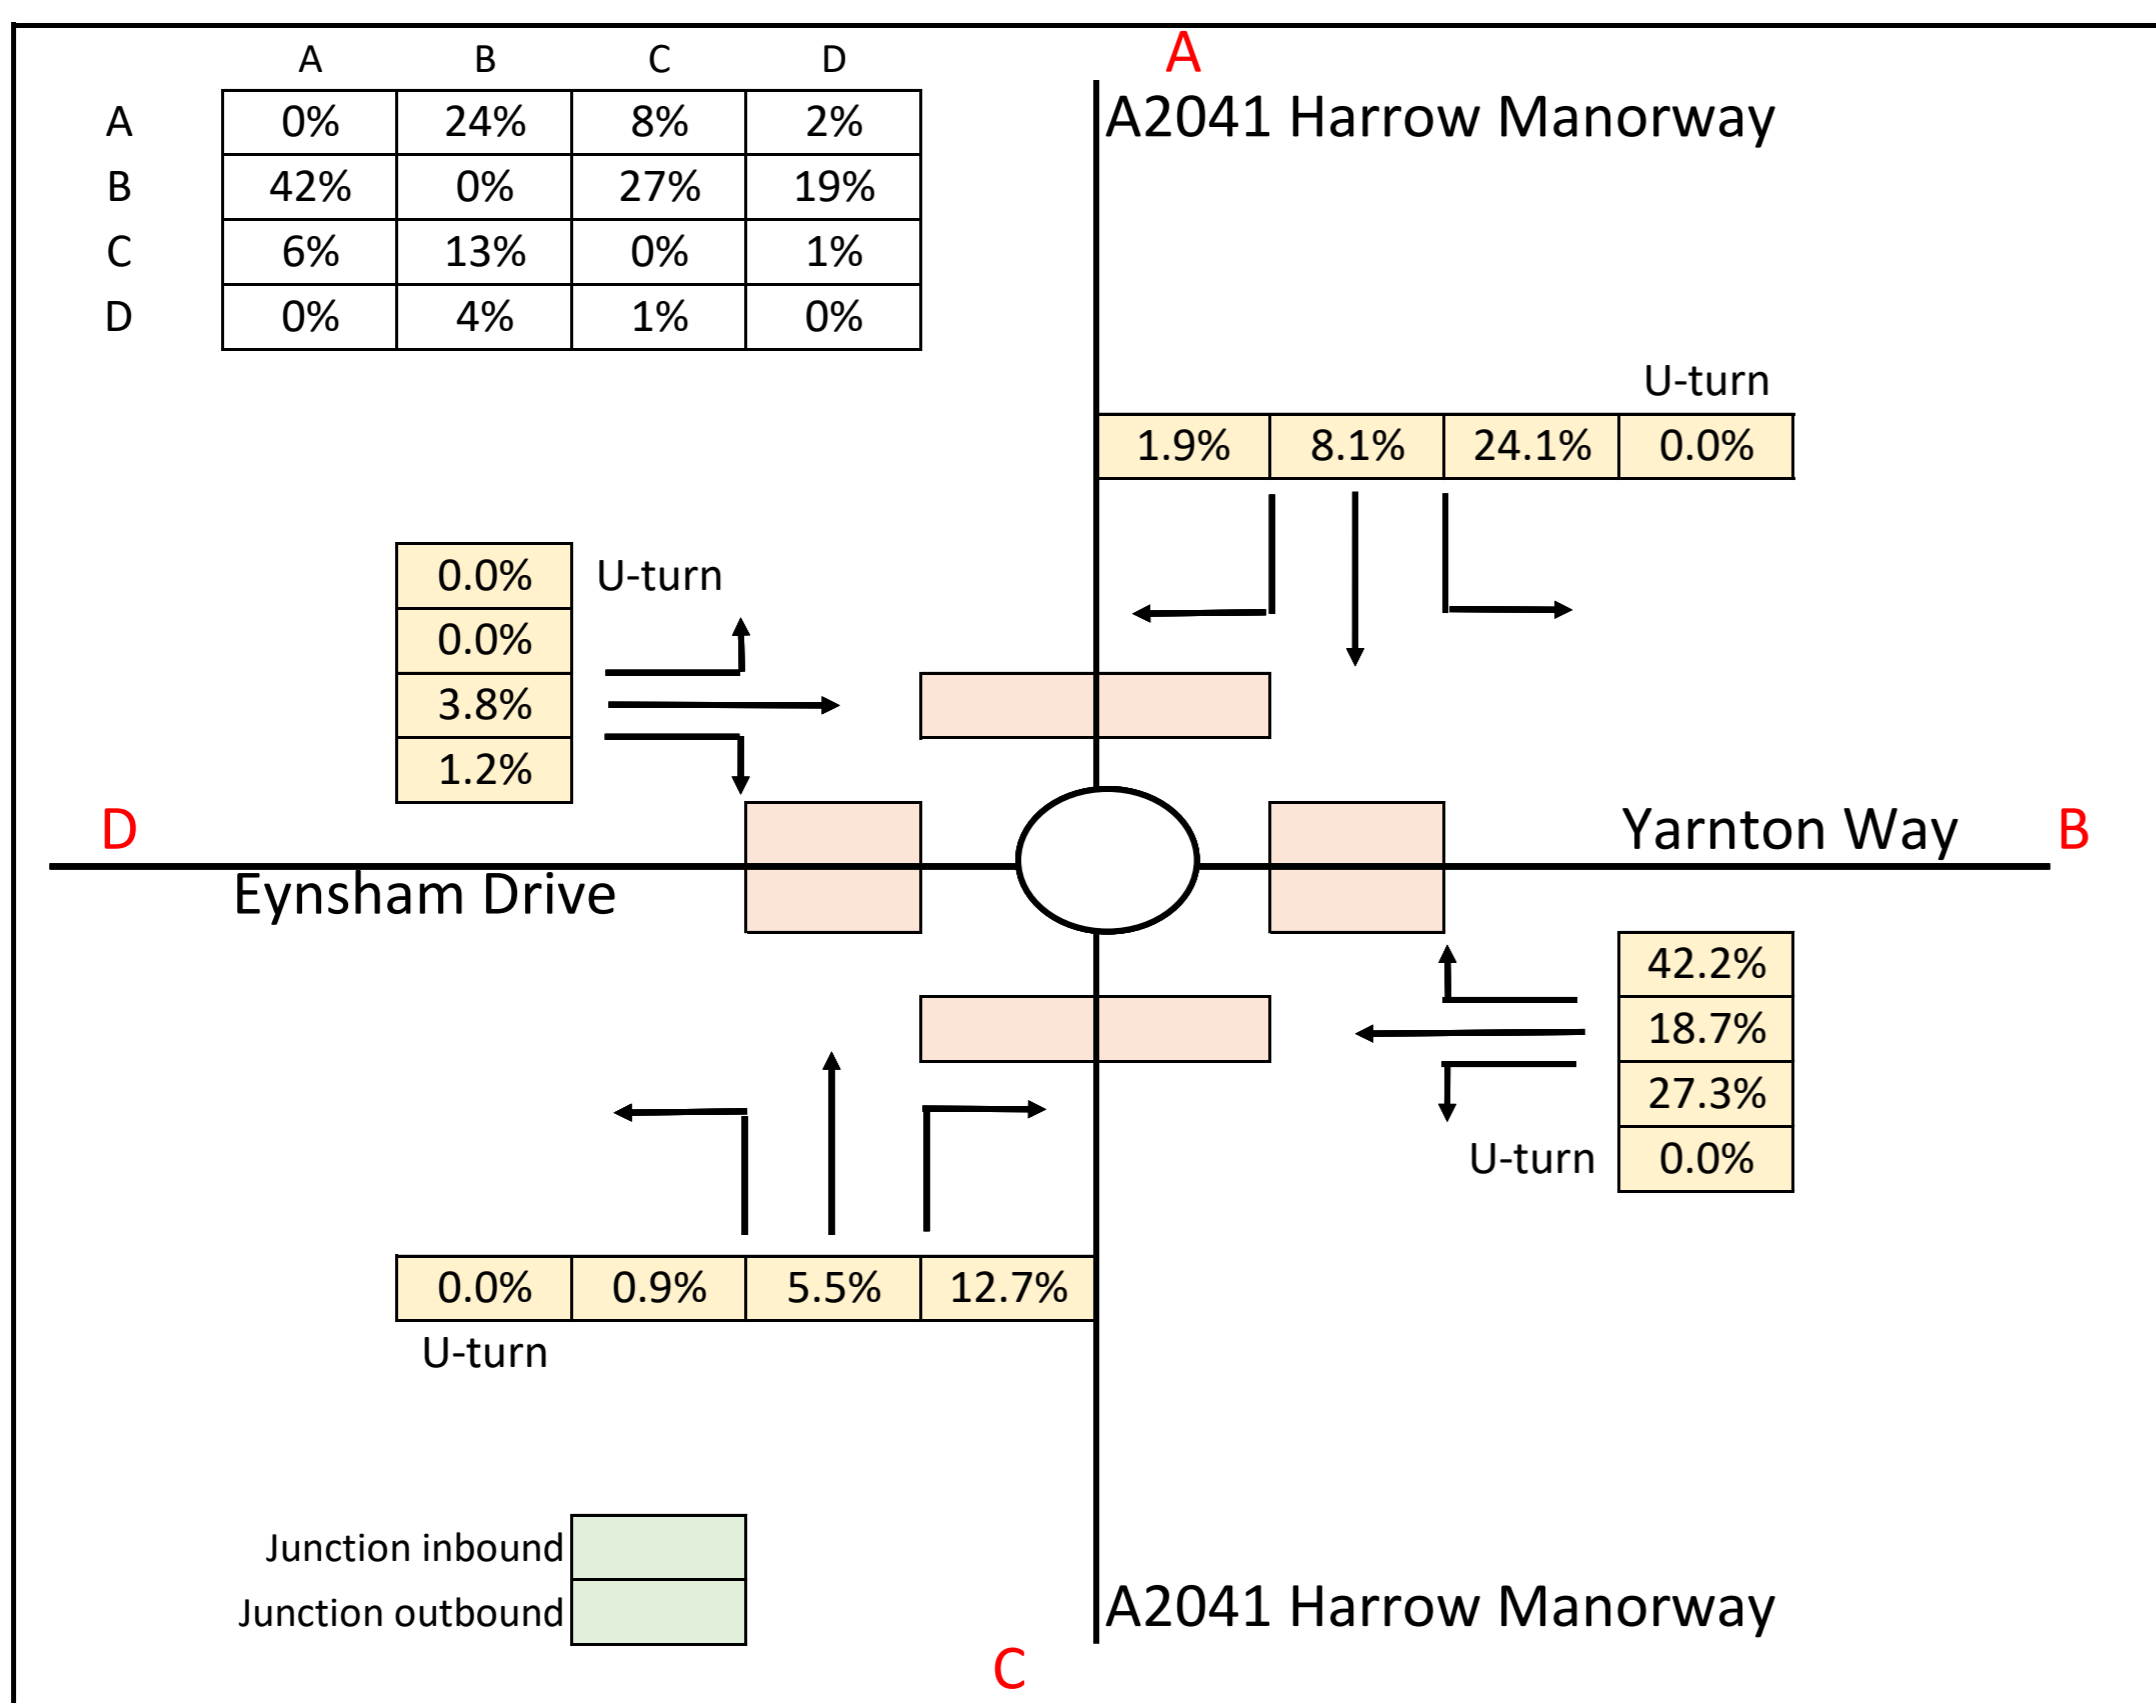 A B C D
A 0% 24% 8% 2%
B 42% 0% 27% 19%
C 6% 13% 0% 1%
D 0% 4% 1% 0%
A
A2041 Harrow Manorway
U-turn
1.9% 8.1% 24.1% 0.0%
0.0% U-turn
0.0%
3.8%
1.2%
D
Eynsham Drive
Yarnton Way B
42.2%
18.7%
27.3%
U-turn 0.0%
0.0% 0.9% 5.5% 12.7%
U-turn
Junction inbound
Junction outbound
A2041 Harrow Manorway
C